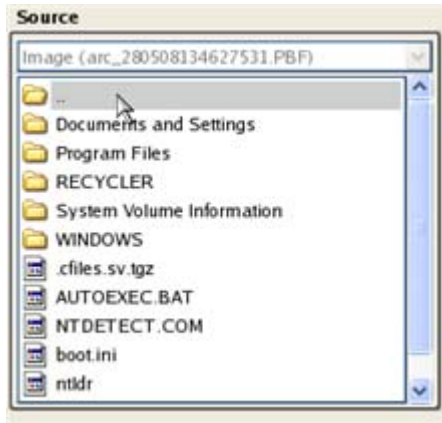 Source
Image (arc_280508134627531.PBF)
..
Documents and Settings
Program Files
RECYCLER
System Volume Information
WINDOWS
.cfiles.sv.tgz
AUTOEXEC.BAT
NTDETECT.COM
boot.ini
ntldr